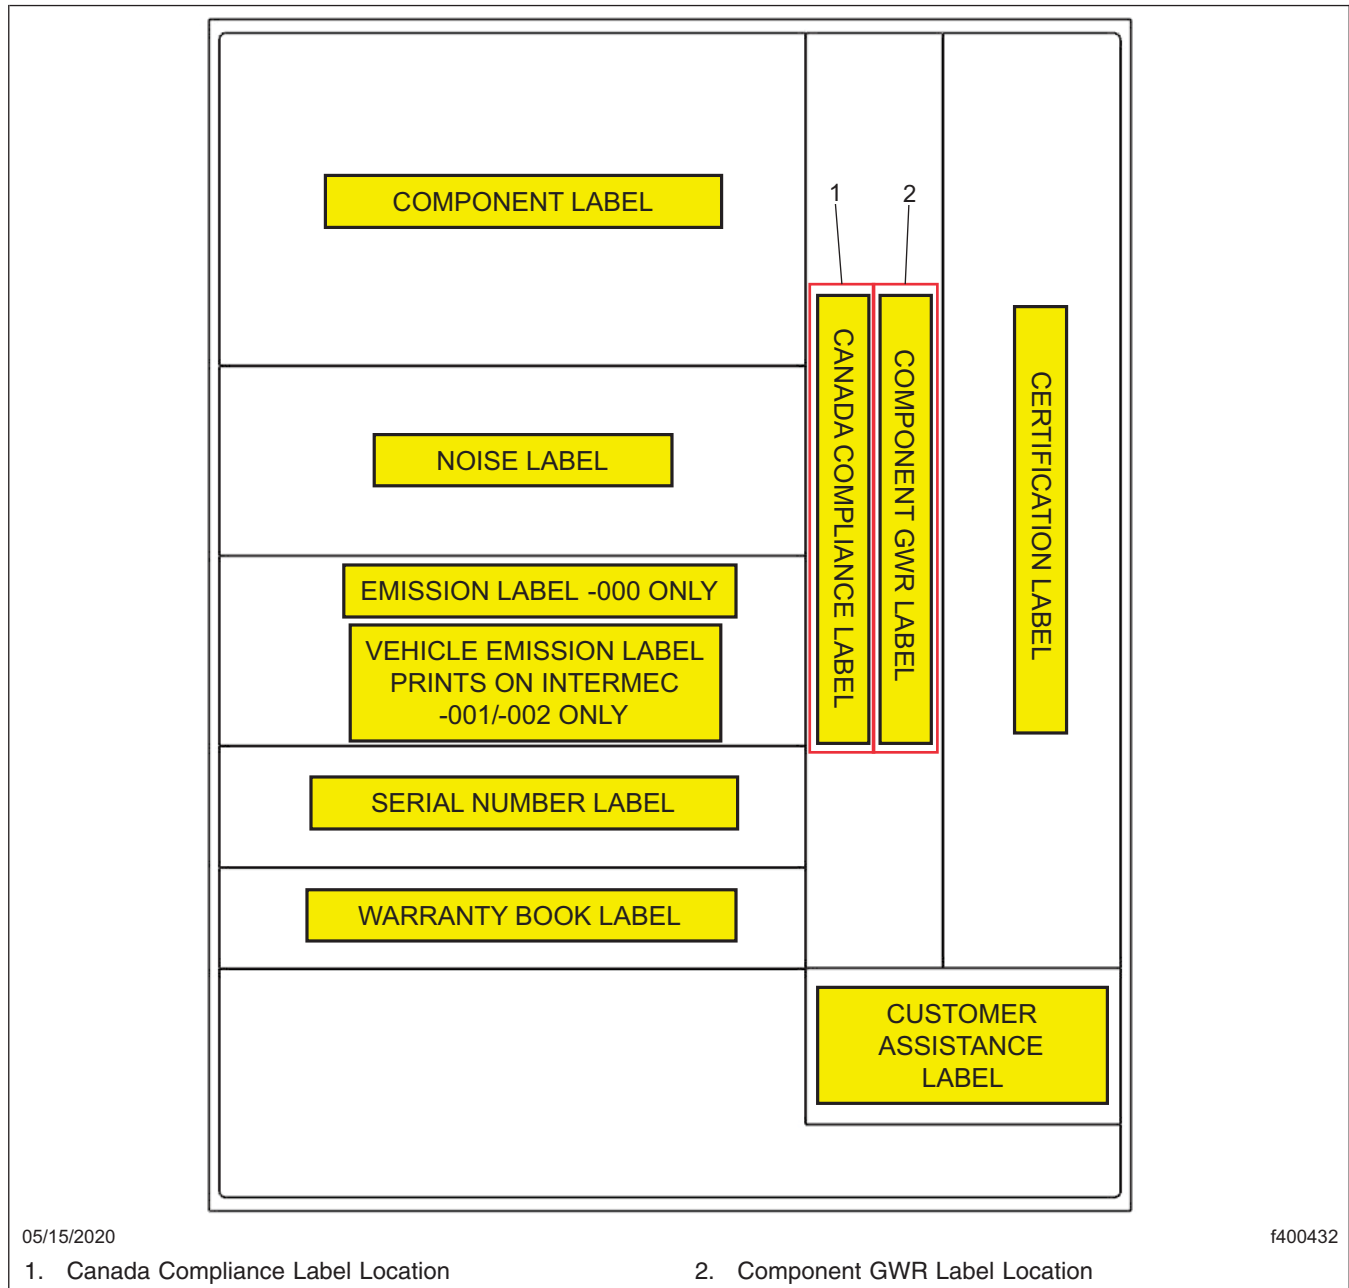 COMPONENT LABEL
1
2
CANADA COMPLIANCE LABEL
COMPONENT GWR LABEL
CERTIFICATION LABEL
NOISE LABEL
EMISSION LABEL -000 ONLY
VEHICLE EMISSION LABEL
PRINTS ON INTERMEC
-001/-002 ONLY
SERIAL NUMBER LABEL
WARRANTY BOOK LABEL
CUSTOMER
ASSISTANCE
LABEL
05/15/2020
f400432
1. Canada Compliance Label Location
2. Component GWR Label Location